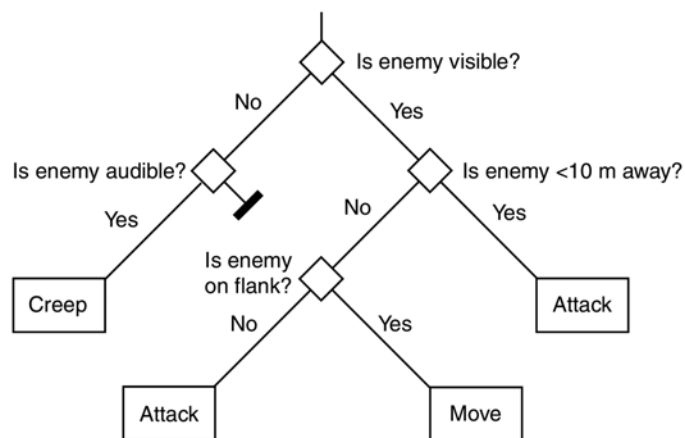 Is enemy visible?
No
Yes
Is enemy audible?
Is enemy <10 m away?
Yes
No
Yes
Is enemy
on flank?
Creep
Attack
No
Yes
Attack
Move